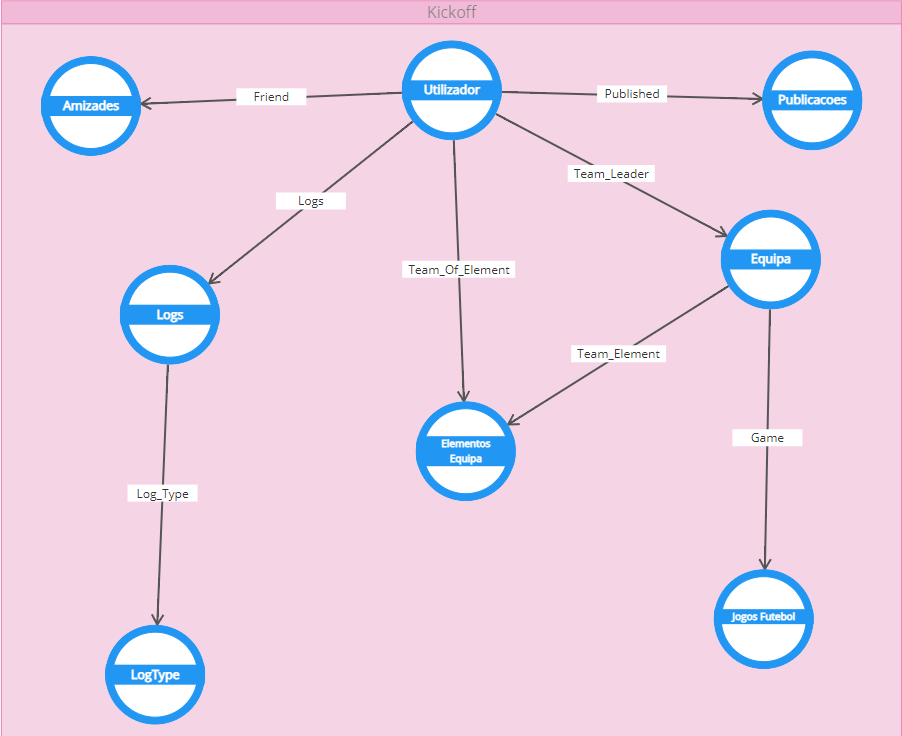 Kickoff
Amizades
Friend
Utilizador
Published
Publicacoes
Team_Leader
Logs
Equipa
Team_Of_Element
Logs
Team_Element
Game
Elementos
Equipa
Log_Type
Jogos Futebol
LogType